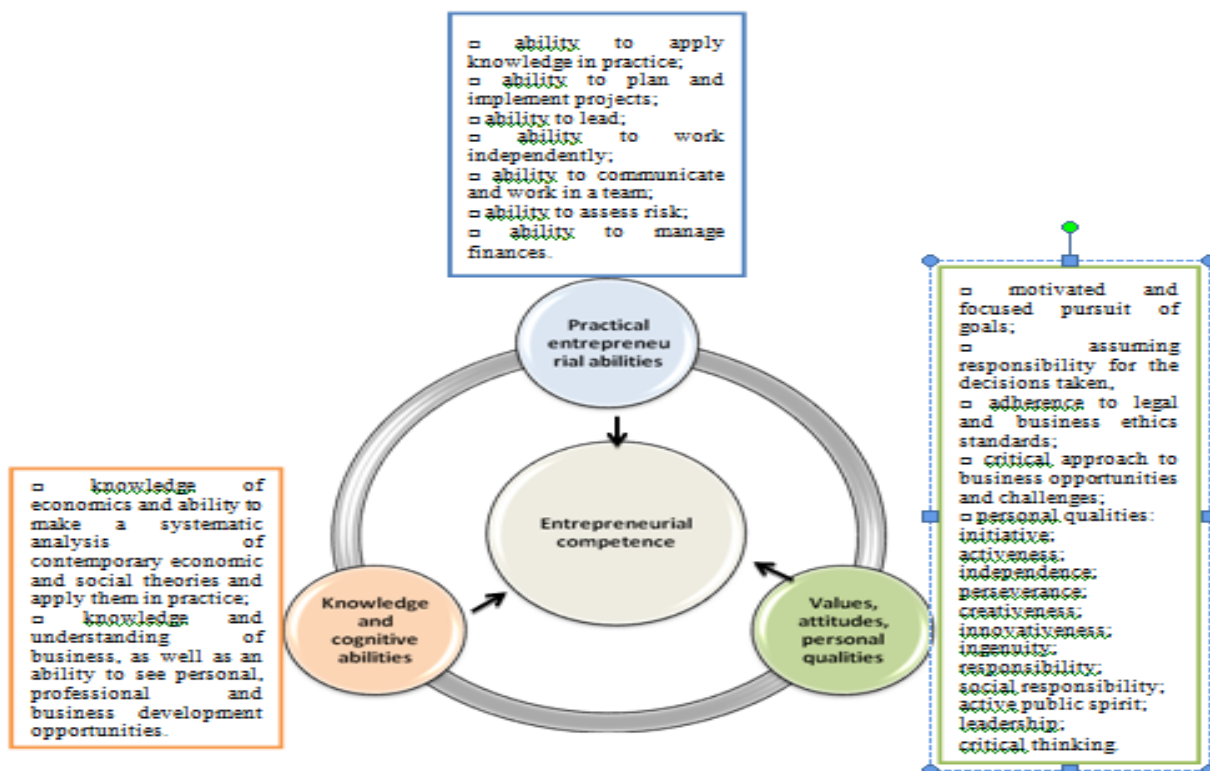 □ ability to apply
knowledge in practice;
□ ability to plan and
implement projects;
□ ability to lead;
□ ability to work
independently;
□ ability to communicate
and work in a team;
□ ability to assess risk;
□ ability to manage
finances.
Practical
entrepreneu
rial abilities
Entrepreneurial
competence
□ knowledge of
economics and ability to
make a systematic
analysis of
contemporary economic
and social theories and
apply them in practice;
□ knowledge and
understanding of
business, as well as an
ability to see personal,
professional and
business development
opportunities.
Knowledge
and
cognitive
abilities
Values,
attitudes,
personal
qualities
□ motivated and
focused pursuit of
goals;
□ assuming
responsibility for the
decisions taken,
□ adherence to legal
and business ethics
standards;
□ critical approach to
business opportunities
and challenges;
□ personal qualities:
initiative;
activeness;
independence;
perseverance;
creativeness;
innovativeness;
ingenuity;
responsibility;
social responsibility;
active public spirit;
leadership;
critical thinking.